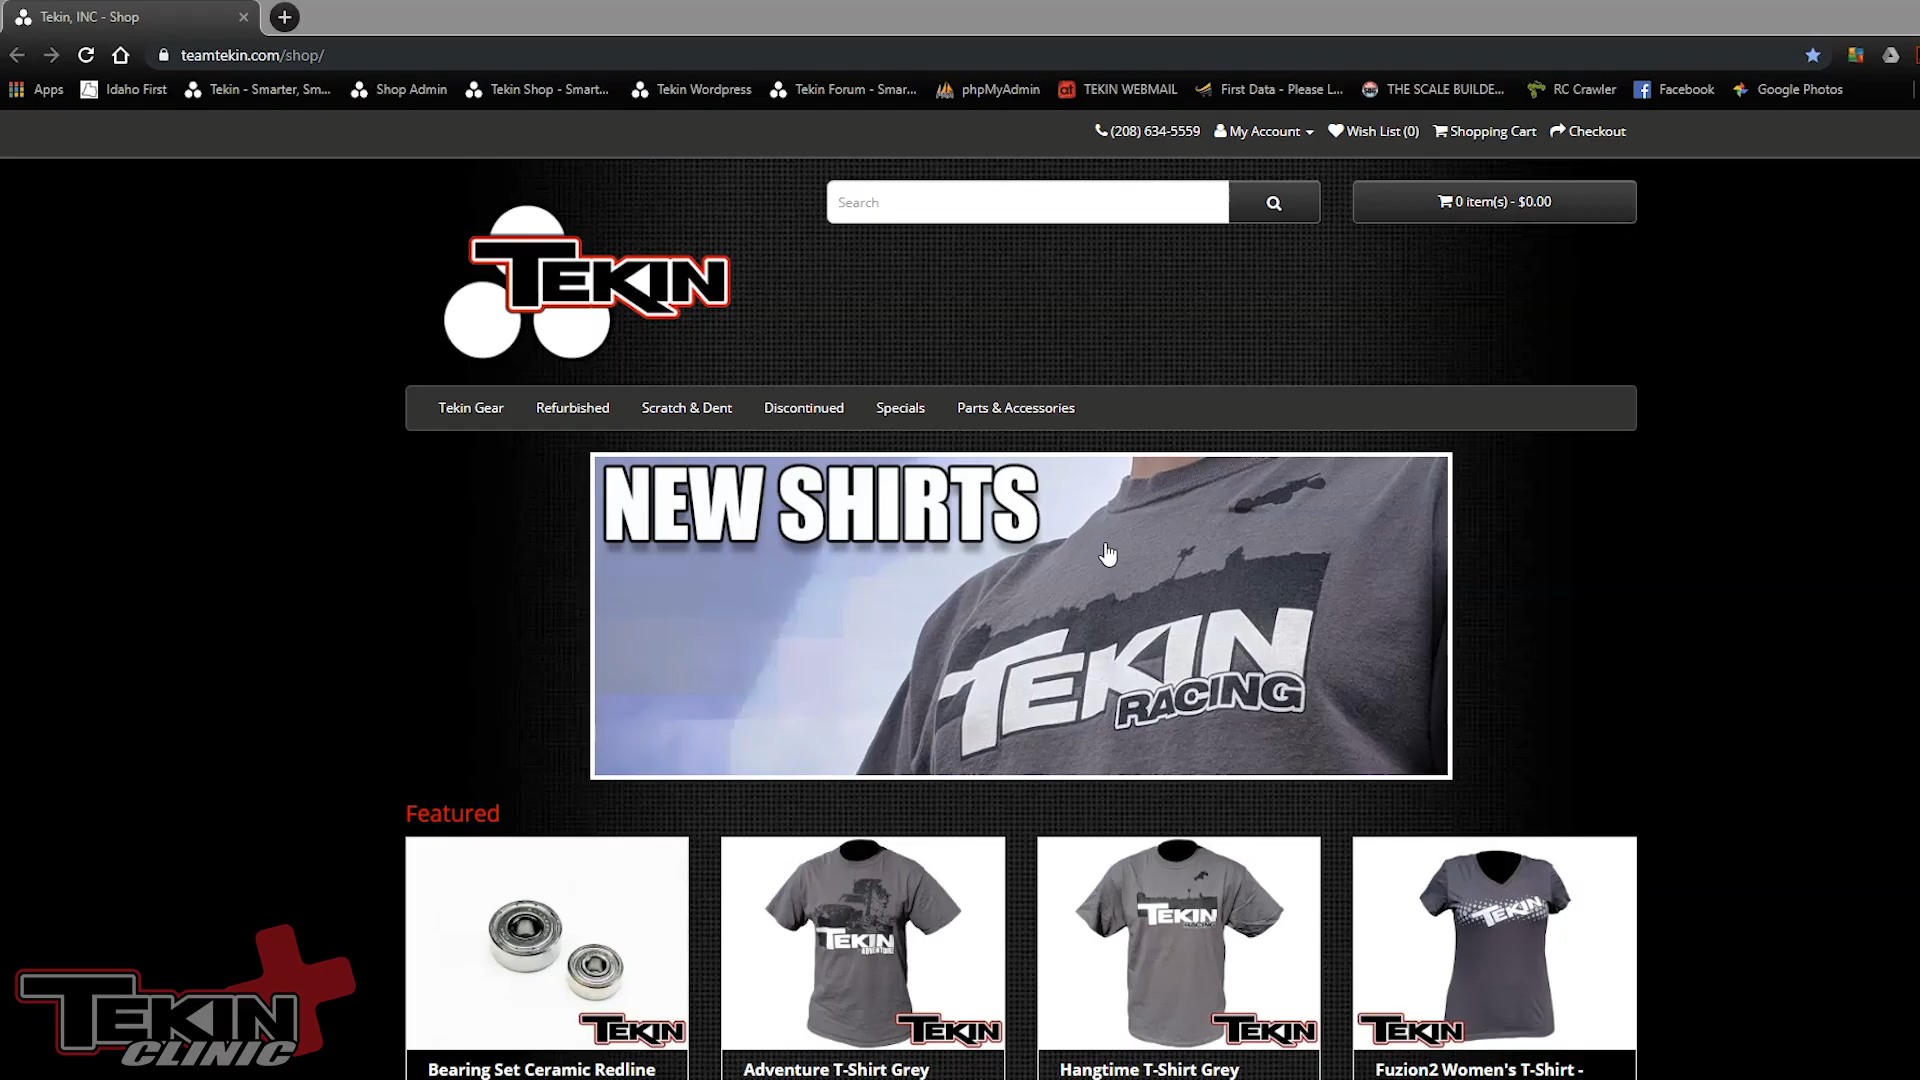 Tekin, INC - Shop
teamtekin.com/shop/
Apps
Idaho First
Tekin - Smarter, Sm...
Shop Admin
Tekin Shop - Smart...
Tekin Wordpress
Tekin Forum - Smar...
phpMyAdmin
TEKIN WEBMAIL
First Data - Please L...
THE SCALE BUILDE...
RC Crawler
Facebook
Google Photos
(208) 634-5559
My Account
Wish List (0)
Shopping Cart
Checkout
Search
0 item(s) - $0.00
TEKIN
Tekin Gear
Refurbished
Scratch & Dent
Discontinued
Specials
Parts & Accessories
NEW SHIRTS
TEKIN
RACING
Featured
TEKIN
TEKIN
ADVENTURE
TEKIN
TEKIN
RACING
TEKIN
TEKIN
TEKIN
Bearing Set Ceramic Redline
Adventure T-Shirt Grey
Hangtime T-Shirt Grey
Fuzion2 Women's T-Shirt -
TEKIN
CLINIC